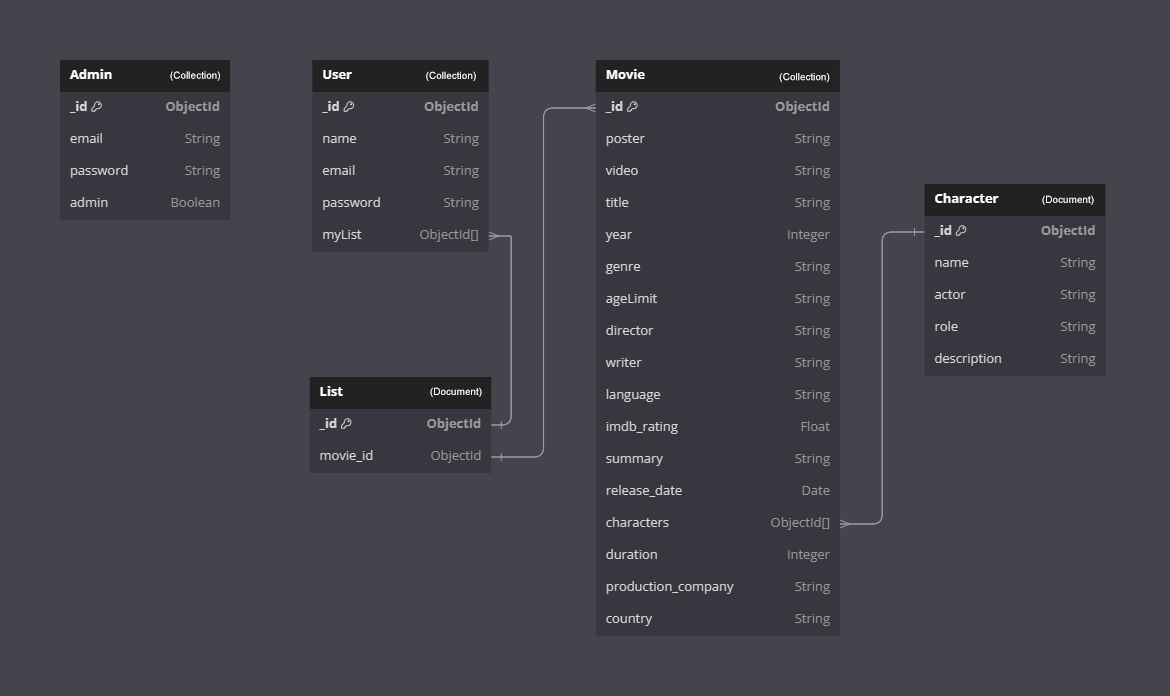 Admin (Collection)
_id ObjectId
email String
password String
admin Boolean
User (Collection)
_id ObjectId
name String
email String
password String
myList ObjectId[]
List (Document)
_id ObjectId
movie_id ObjectId
Movie (Collection)
_id ObjectId
poster String
video String
title String
year Integer
genre String
ageLimit String
director String
writer String
language String
imdb_rating Float
summary String
release_date Date
characters ObjectId[]
duration Integer
production_company String
country String
Character (Document)
_id ObjectId
name String
actor String
role String
description String